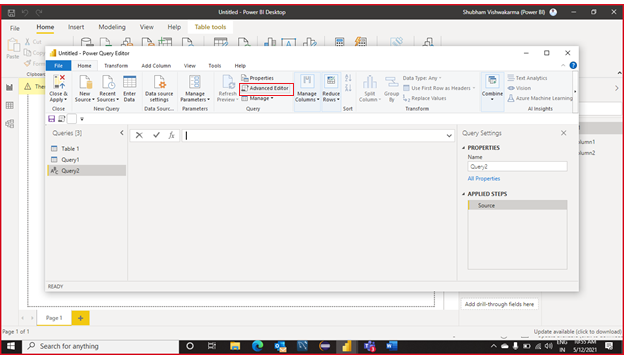 Untitled - Power BI Desktop
Shubham Vishwakarma (Power BI)
File
Home
Insert
Modeling
View
Help
Table tools
Cut
Paste
Clipboard
Untitled - Power Query Editor
File
Home
Transform
Add Column
View
Tools
Help
Close &
Apply
Close
New
Source
Recent
Sources
Enter
Data
New Query
Data source
settings
Data Sourc...
Manage
Parameters
Parameters
Refresh
Preview
Properties
Advanced Editor
Manage
Query
Manage
Columns
Reduce
Rows
Sort
Split
Column
Group
By
Data Type: Any
Use First Row as Headers
Replace Values
Transform
Combine
Text Analytics
Vision
Azure Machine Learning
AI Insights
Queries [3]
Table 1
Query1
Query2
fx
Query Settings
PROPERTIES
Name
Query2
All Properties
APPLIED STEPS
Source
READY
olumn1
olumn2
Add drill-through fields here
Page 1
Page 1 of 1
Update available (click to download)
Search for anything
ENG
IN
10:55 AM
5/12/2021